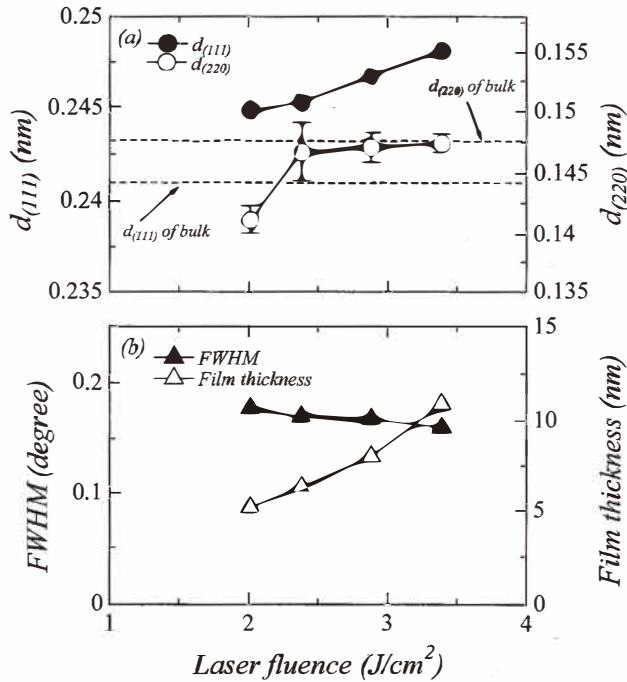 0.25
0.245
0.24
0.235
d(111) (nm)
(a)
d(111)
d(220)
d(220) of bulk
d(111) of bulk
0.155
0.15
0.145
0.14
0.135
d(220) (nm)
(b)
FWHM
Film thickness
0.2
0.1
0
FWHM (degree)
15
10
5
0
Film thickness (nm)
1 2 3 4
Laser fluence (J/cm²)